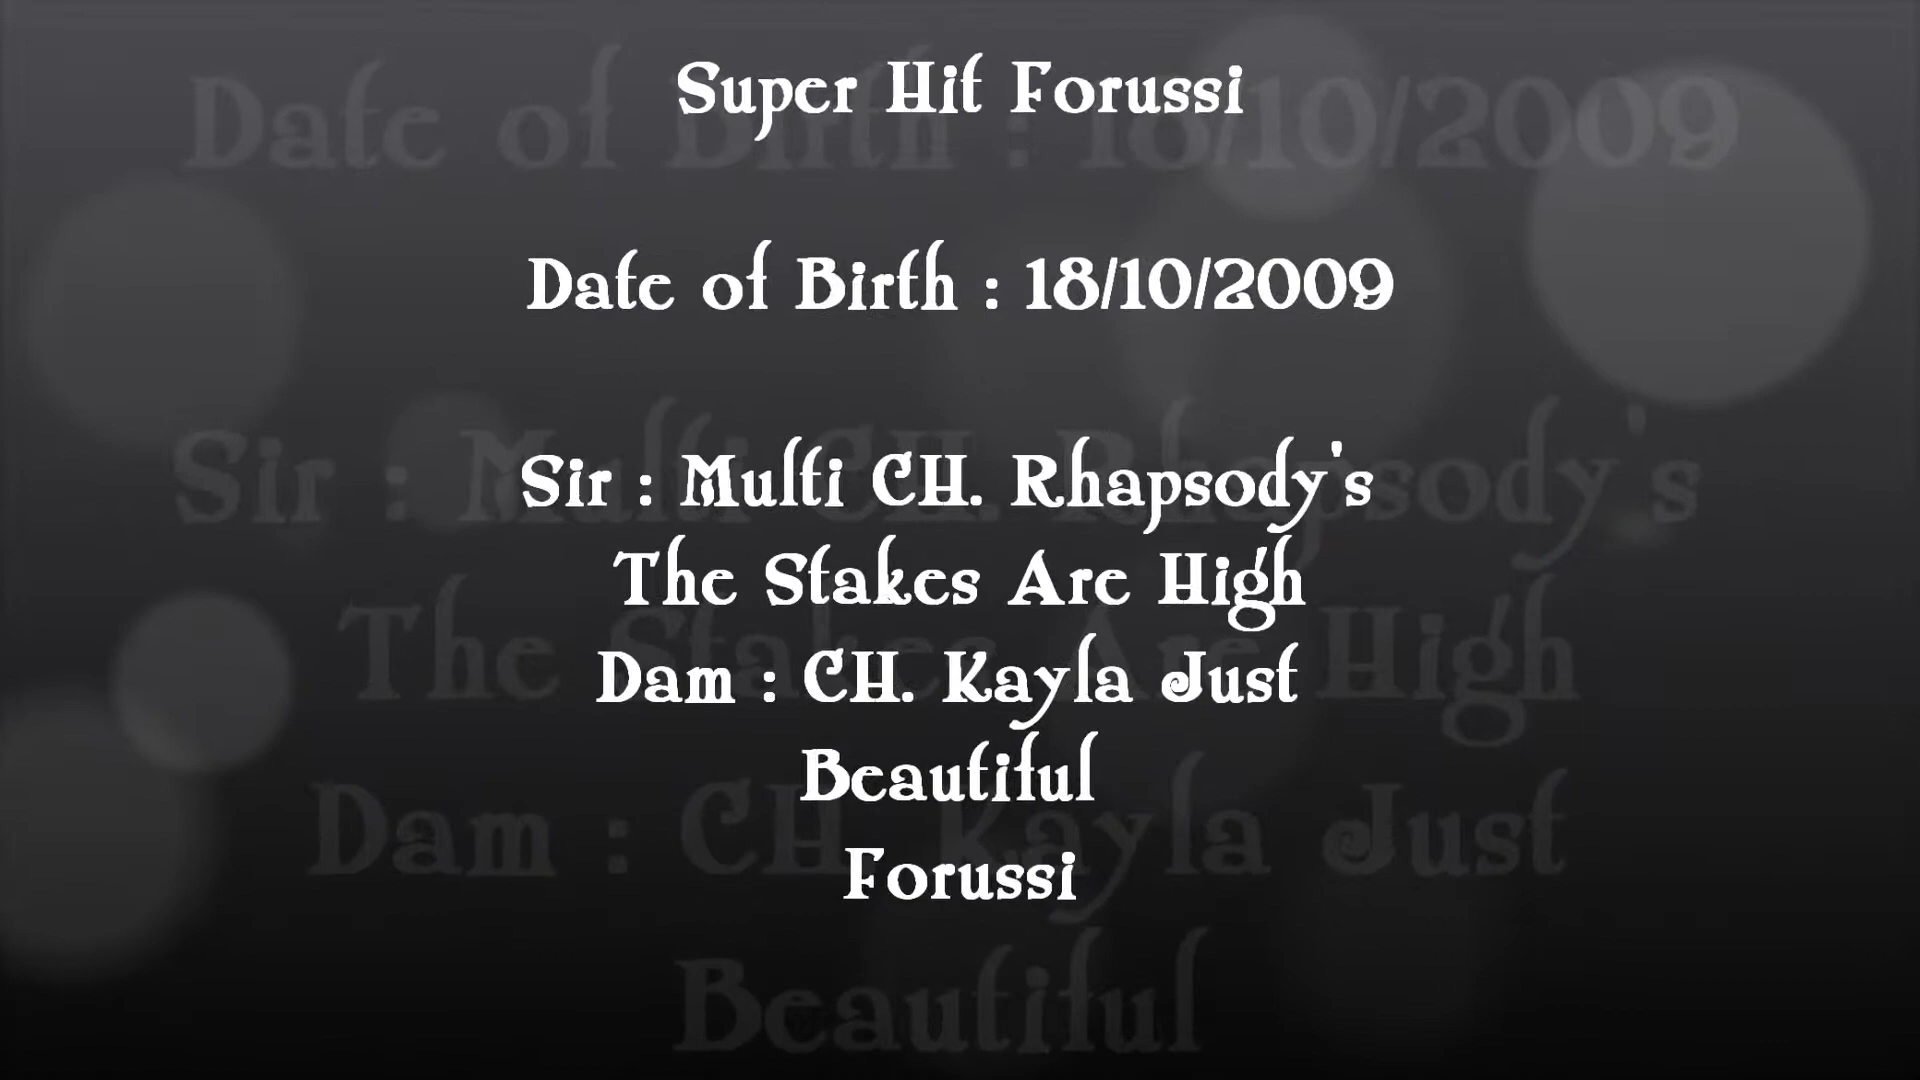 Super Hit Forussi
Date of Birth : 18/10/2009
Sir : Multi CH. Rhapsody's
The Stakes Are High
Dam : CH. Kayla Just
Beautiful
Forussi